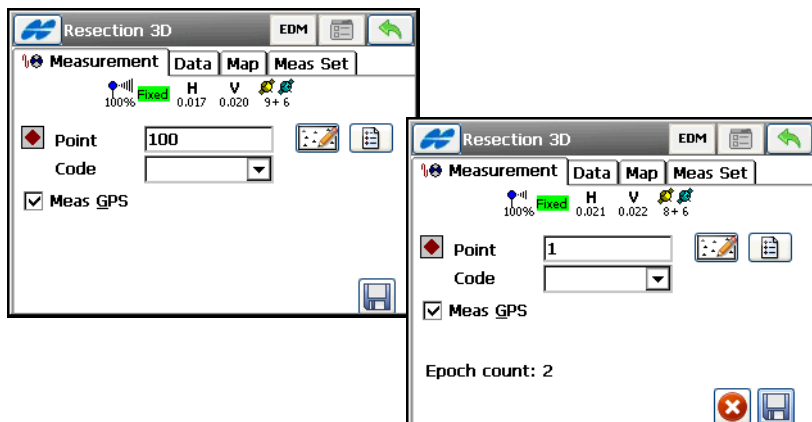 Resection 3D EDM
Measurement Data Map Meas Set
100% Fixed H 0.017 V 0.020 9+ 6
Point 100
Code
Meas GPS
Resection 3D EDM
Measurement Data Map Meas Set
100% Fixed H 0.021 V 0.022 8+ 6
Point 1
Code
Meas GPS
Epoch count: 2